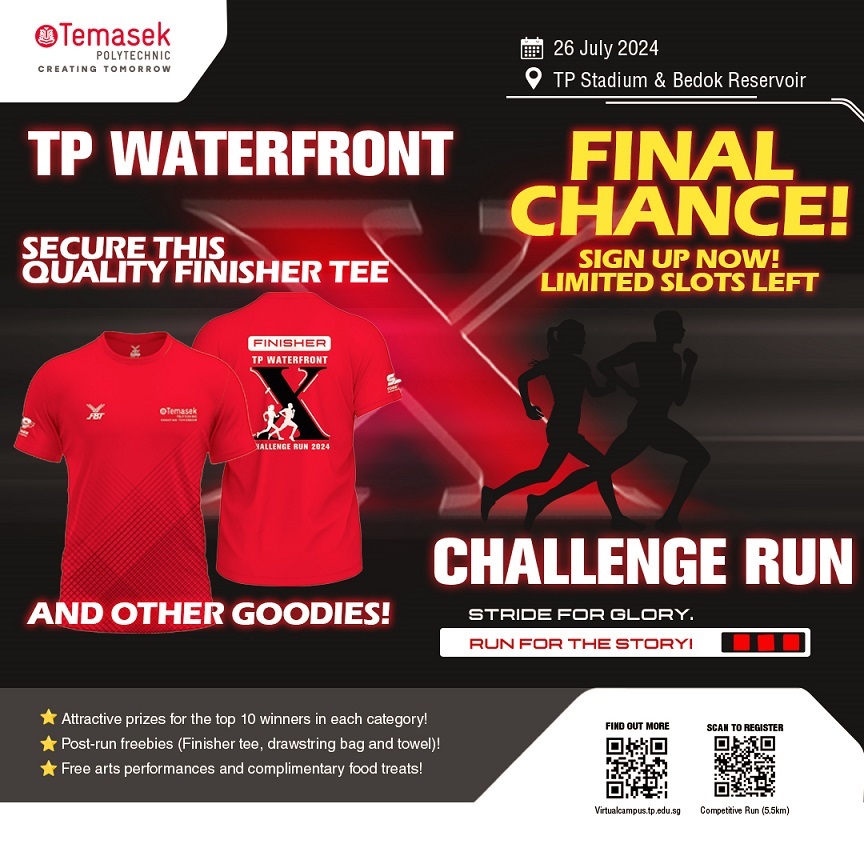 Temasek
POLYTECHNIC
CREATING TOMORROW
26 July 2024
TP Stadium & Bedok Reservoir
TP WATERFRONT
X
FINAL
CHANCE!
SIGN UP NOW!
LIMITED SLOTS LEFT
SECURE THIS
QUALITY FINISHER TEE
FINISHER
TP WATERFRONT
X
CHALLENGE RUN 2024
FBT
Temasek
POLYTECHNIC
CREATING TOMORROW
AND OTHER GOODIES!
CHALLENGE RUN
STRIDE FOR GLORY.
RUN FOR THE STORY!
Attractive prizes for the top 10 winners in each category!
Post-run freebies (Finisher tee, drawstring bag and towel)!
Free arts performances and complimentary food treats!
FIND OUT MORE
Virtualcampus.tp.edu.sg
SCAN TO REGISTER
Competitive Run (5.5km)